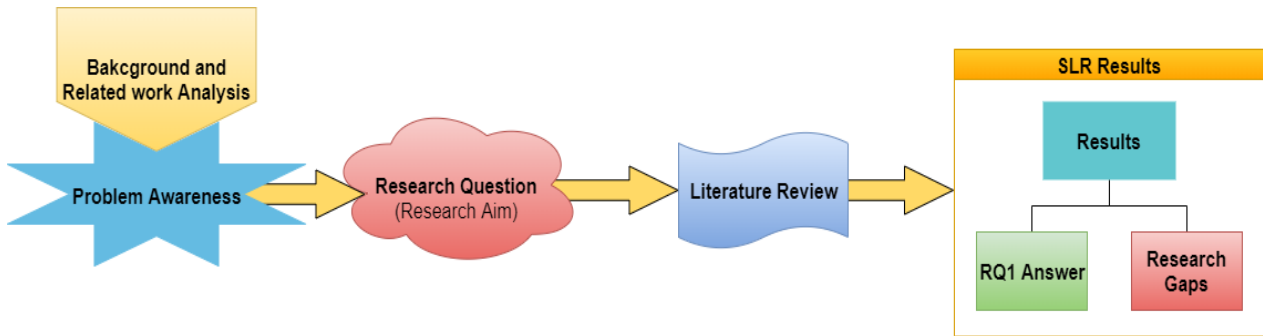 Bakcground and
Related work Analysis
Problem Awareness
Research Question
(Research Aim)
Literature Review
SLR Results
Results
RQ1 Answer
Research
Gaps